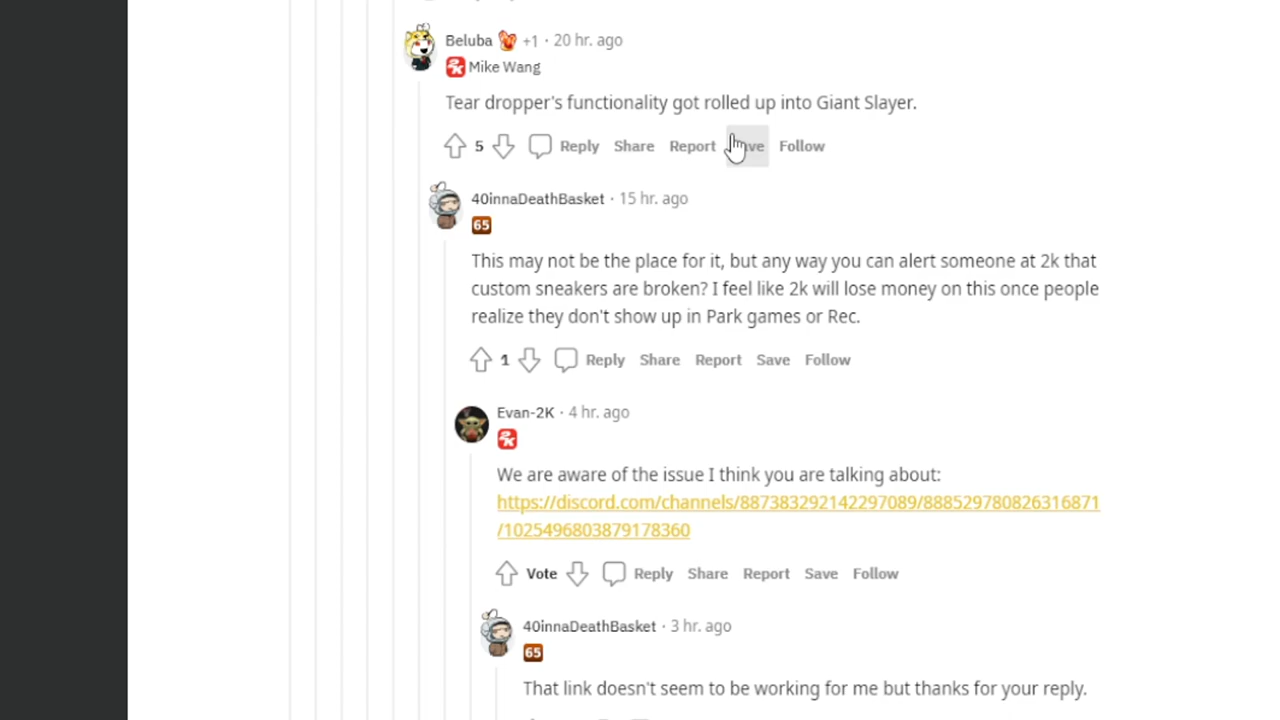 Beluba +1 · 20 hr. ago
2K Mike Wang
Tear dropper's functionality got rolled up into Giant Slayer.
5 Reply Share Report Follow
40innaDeathBasket · 15 hr. ago
65
This may not be the place for it, but any way you can alert someone at 2k that
custom sneakers are broken? I feel like 2k will lose money on this once people
realize they don't show up in Park games or Rec.
1 Reply Share Report Save Follow
Evan-2K · 4 hr. ago
2K
We are aware of the issue I think you are talking about:
https://discord.com/channels/887383292142297089/888529780826316871
/1025496803879178360
Vote Reply Share Report Save Follow
40innaDeathBasket · 3 hr. ago
65
That link doesn't seem to be working for me but thanks for your reply.